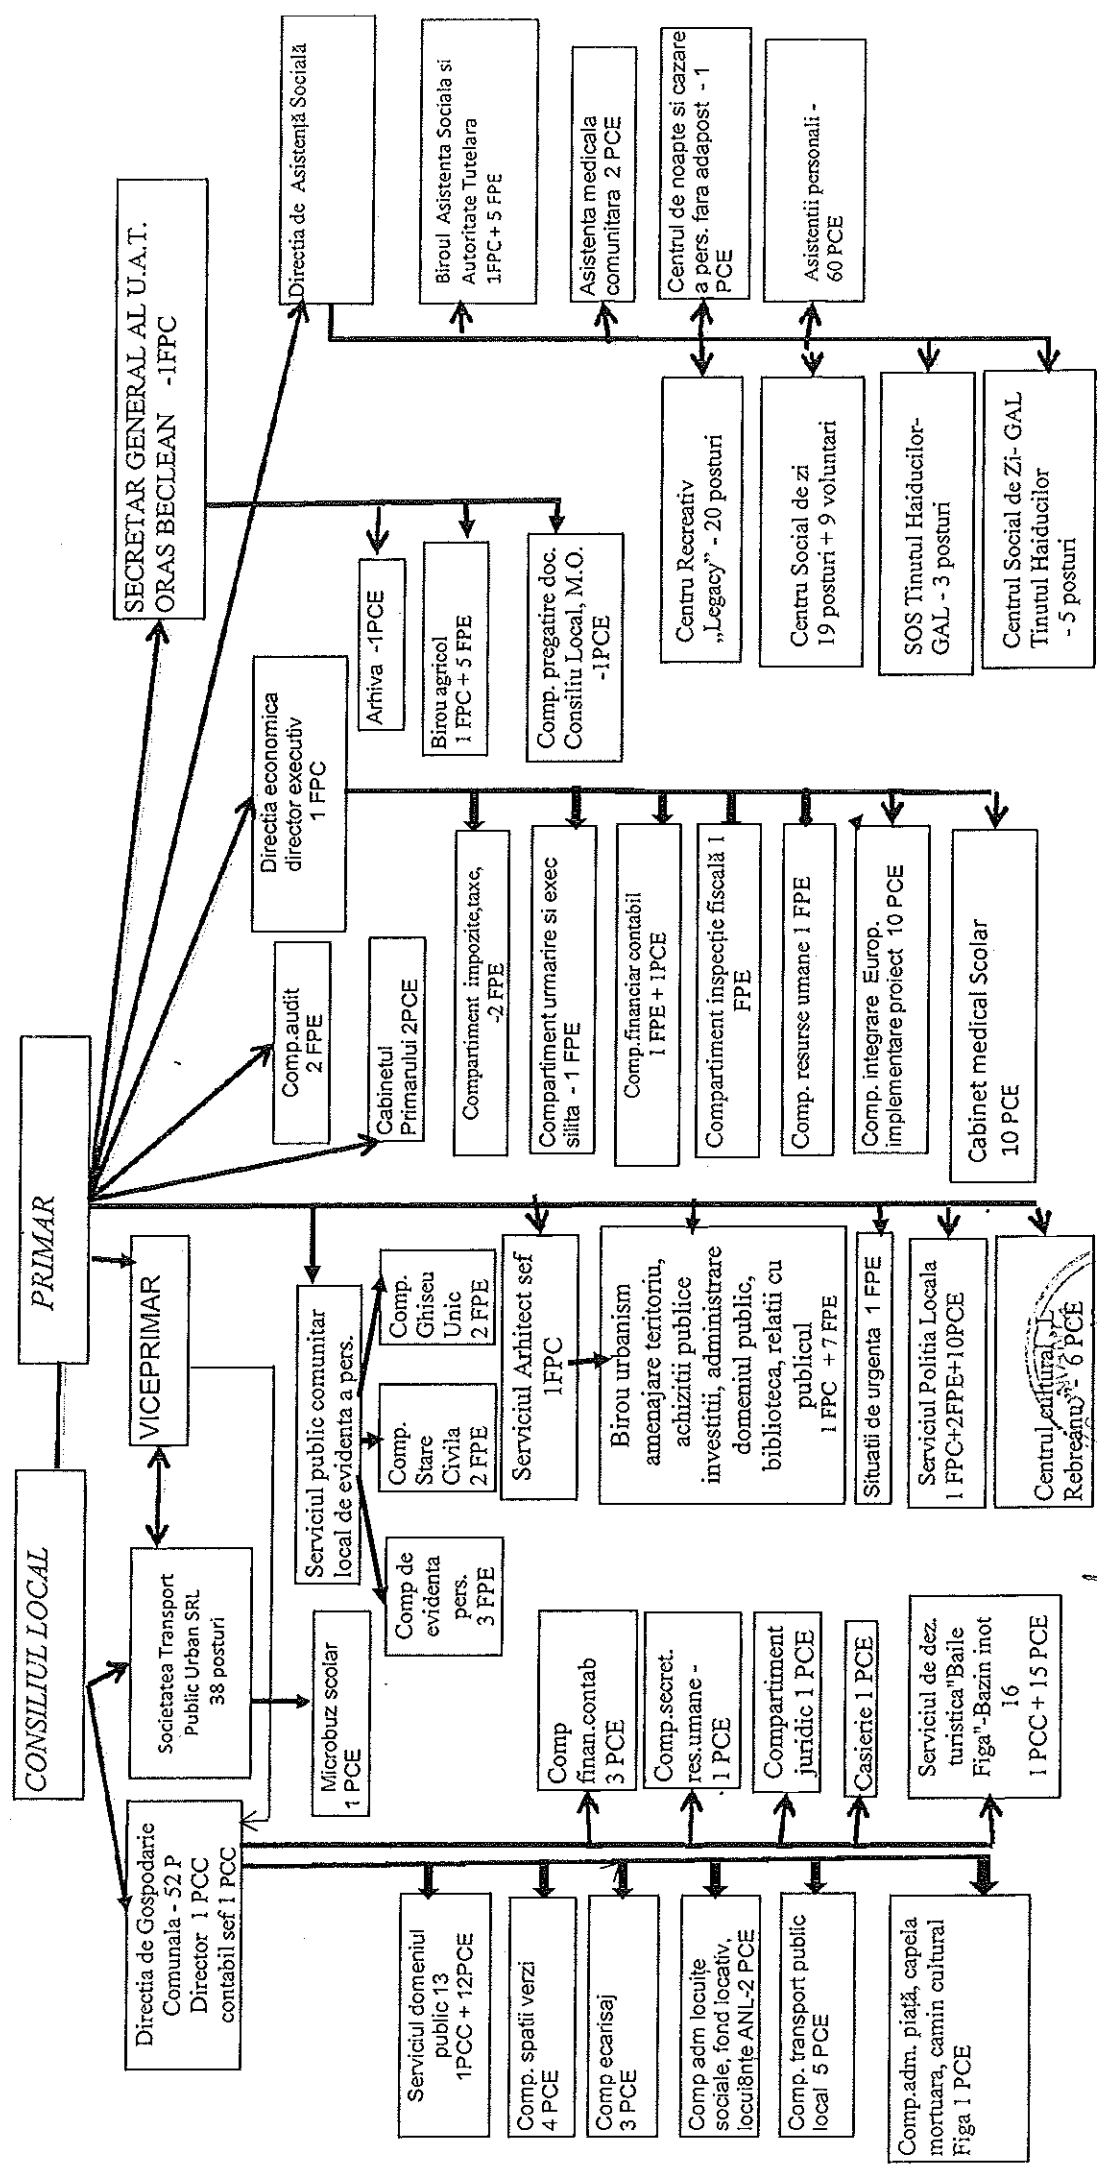 CONSILIUL LOCAL
PRIMAR
Directia de Gospodarie
Comunala - 52 P
Director 1 PCC
contabil sef 1 PCC
Societatea Transport
Public Urban SRL
38 posturi
VICEPRIMAR
SECRETAR GENERAL AL U.A.T.
ORAS BECLEAN -1FPC
Microbuz scolar
1 PCE
Serviciul public comunitar
local de evidenta a pers.
Comp.audit
2 FPE
Cabinetul
Primarului 2PCE
Directia economica
director executiv
1 FPC
Directia de Asistență Socială
Comp de
evidenta
pers.
3 FPE
Comp.
Stare
Civila
2 FPE
Comp.
Ghiseu
Unic
2 FPE
Serviciul Arhitect sef
1FPC
Birou urbanism
amenajare teritoriu,
achizitii publice
investitii, administrare
domeniul public,
biblioteca, relatii cu
publicul
1 FPC + 7 FPE
Situatii de urgenta 1 FPE
Serviciul Politia Locala
1 FPC+2FPE+10PCE
Centrul cultural „L.
Rebreanu” - 6 PCE
Serviciul domeniul
public 13
1PCC + 12PCE
Comp. spatii verzi
4 PCE
Comp ecarisaj
3 PCE
Comp adm locuițe
sociale, fond locativ,
locui8nțe ANL-2 PCE
Comp. transport public
local 5 PCE
Comp.adm. piață, capela
mortuara, camin cultural
Figa 1 PCE
Comp
finan.contab
3 PCE
Comp.secret.
res.umane -
1 PCE
Compartiment
juridic 1 PCE
Casierie 1 PCE
Serviciul de dez.
turistica"Baile
Figa"-Bazin inot
16
1 PCC + 15 PCE
Compartiment impozite,taxe,
-2 FPE
Compartiment urmarire si exec
silita - 1 FPE
Comp.financiar contabil
1 FPE + 1PCE
Compartiment inspecție fiscală 1
FPE
Comp. resurse umane 1 FPE
Comp. integrare Europ.
implementare proiect 10 PCE
Cabinet medical Scolar
10 PCE
Arhiva -1PCE
Birou agricol
1 FPC + 5 FPE
Comp. pregatire doc.
Consiliu Local, M.O.
-1PCE
Biroul Asistenta Sociala si
Autoritate Tutelara
1FPC+ 5 FPE
Asistenta medicala
comunitara 2 PCE
Centrul de noapte si cazare
a pers. fara adapost - 1
PCE
Asistentii personali -
60 PCE
Centru Recreativ
„Legacy” - 20 posturi
Centru Social de zi
19 posturi + 9 voluntari
SOS Tinutul Haiducilor-
GAL - 3 posturi
Centrul Social de Zi- GAL
Tinutul Haiducilor
- 5 posturi